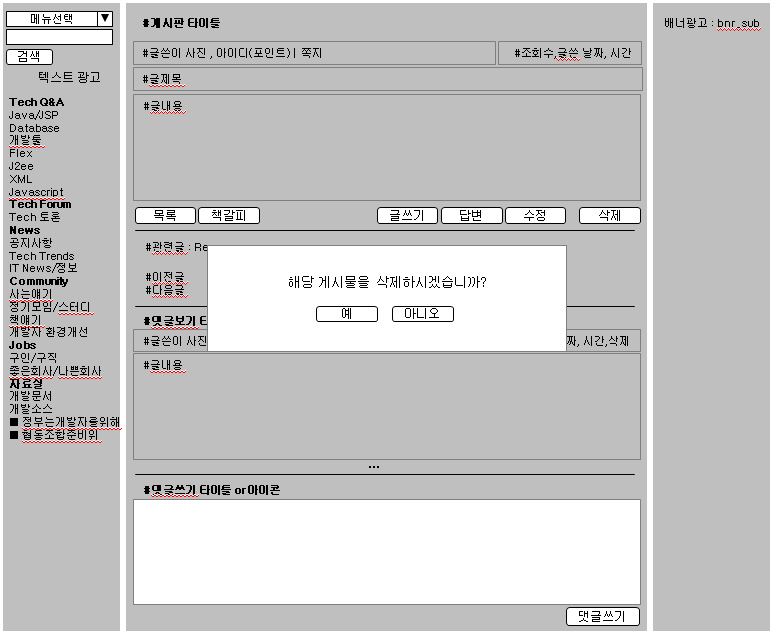 메뉴선택 ▼
검색
텍스트 광고
Tech Q&A
Java/JSP
Database
개발툴
Flex
J2ee
XML
Javascript
Tech Forum
Tech 토론
News
공지사항
Tech Trends
IT News/정보
Community
사는얘기
정기모임/스터디
책얘기
개발자 환경개선
Jobs
구인/구직
좋은회사/나쁜회사
자료실
개발문서
개발소스
■ 정부는개발자을위해
■ 협동조합준비위
#게시판 타이틀
#글쓴이 사진 , 아이디(포인트)| 쪽지
#조회수,글쓴 날짜, 시간
#글제목
#글내용
목록 책갈피 글쓰기 답변 수정 삭제
#관련글 : Re
#이전글
#다음글
해당 게시물을 삭제하시겠습니까?
예 아니오
#댓글보기 타
#글쓴이 사진
짜, 시간,삭제
#글내용
...
#댓글쓰기 타이틀 or아이콘
댓글쓰기
배너광고 : bnr_sub